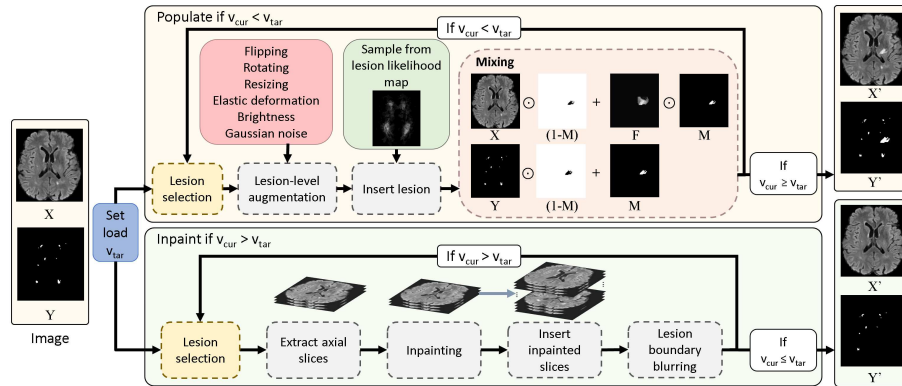 Populate if v_cur < v_tar
If v_cur < v_tar
Flipping
Rotating
Resizing
Elastic deformation
Brightness
Gaussian noise
Sample from
lesion likelihood
map
Mixing
X
⊙
(1-M)
+
F
⊙
M
Y
⊙
(1-M)
+
M
Lesion
selection
Lesion-level
augmentation
Insert lesion
If
v_cur ≥ v_tar
X'
Y'
X
Y
Image
Set
load
v_tar
Inpaint if v_cur > v_tar
If v_cur > v_tar
Lesion
selection
Extract axial
slices
Inpainting
Insert
inpainted
slices
Lesion
boundary
blurring
If
v_cur ≤ v_tar
X'
Y'